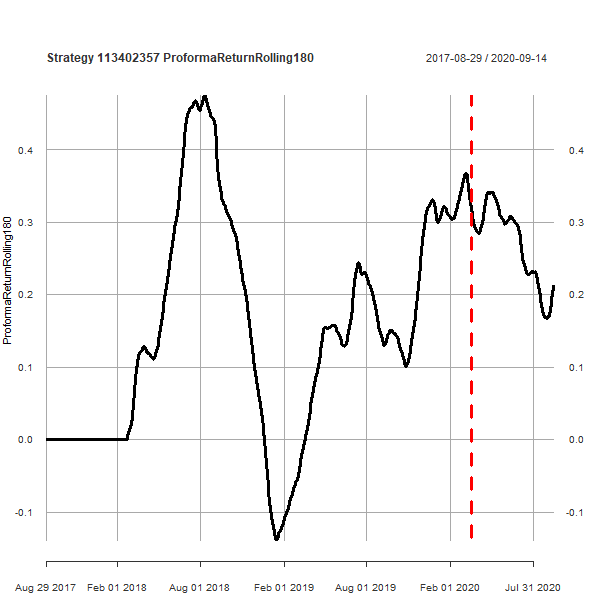 Strategy 113402357 ProformaReturnRolling180
2017-08-29 / 2020-09-14
ProformaReturnRolling180
0.4
0.3
0.2
0.1
0.0
-0.1
0.4
0.3
0.2
0.1
0.0
-0.1
Aug 29 2017
Feb 01 2018
Aug 01 2018
Feb 01 2019
Aug 01 2019
Feb 01 2020
Jul 31 2020